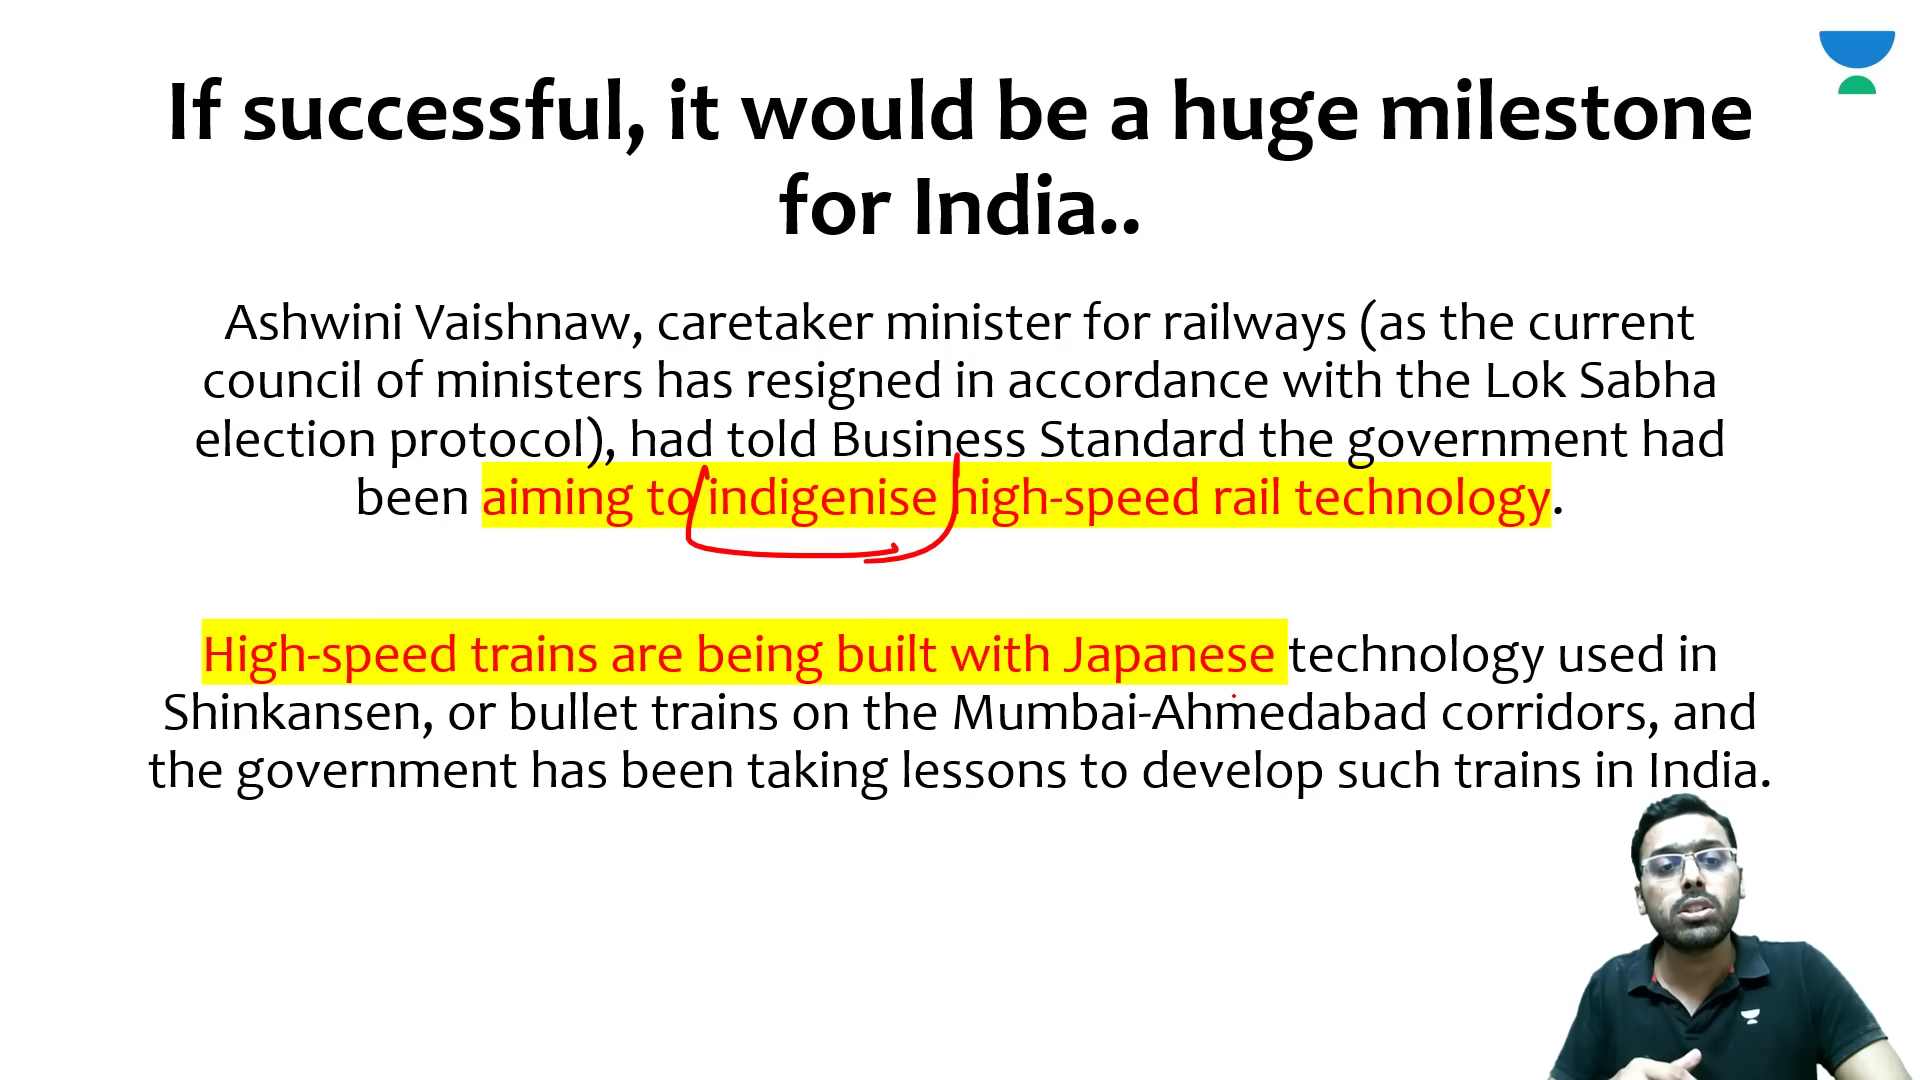 If successful, it would be a huge milestone
for India..
Ashwini Vaishnaw, caretaker minister for railways (as the current
council of ministers has resigned in accordance with the Lok Sabha
election protocol), had told Business Standard the government had
been aiming to indigenise high-speed rail technology.
High-speed trains are being built with Japanese technology used in
Shinkansen, or bullet trains on the Mumbai-Ahmedabad corridors, and
the government has been taking lessons to develop such trains in India.